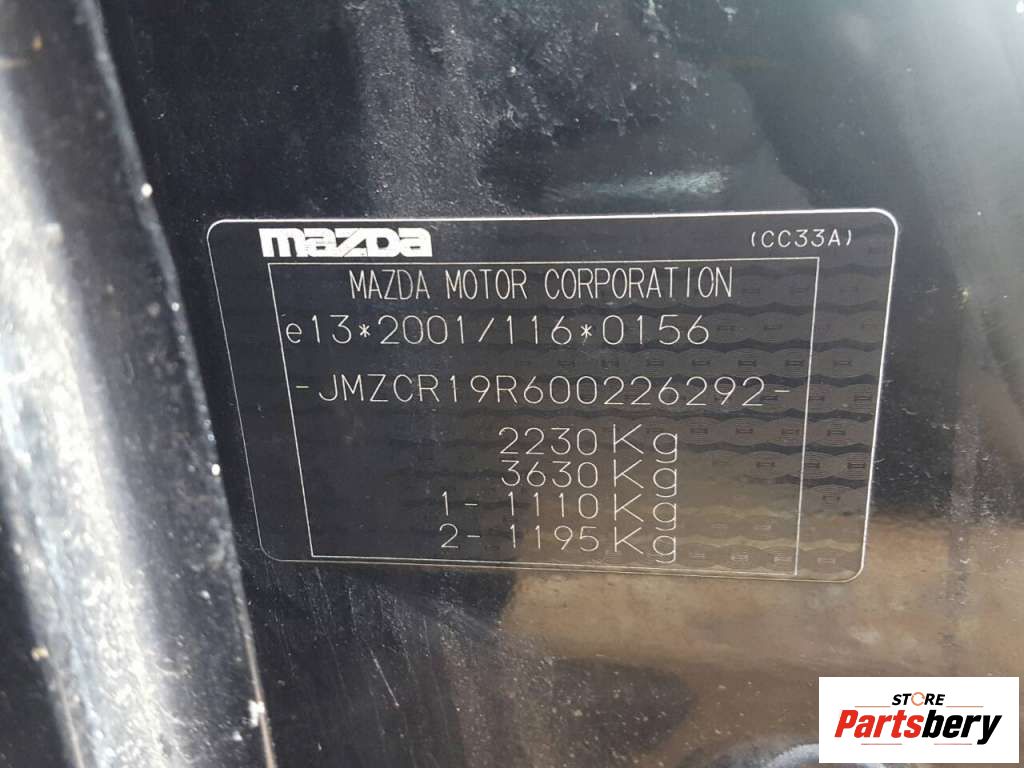 mazDa
(CC33A)
MAZDA MOTOR CORPORATION
e13*2001/116*0156
-JMZCR19R600226292-
2230 Kg
3630 Kg
1- 1110 Kg
2- 1195 Kg
STORE
Partsbery